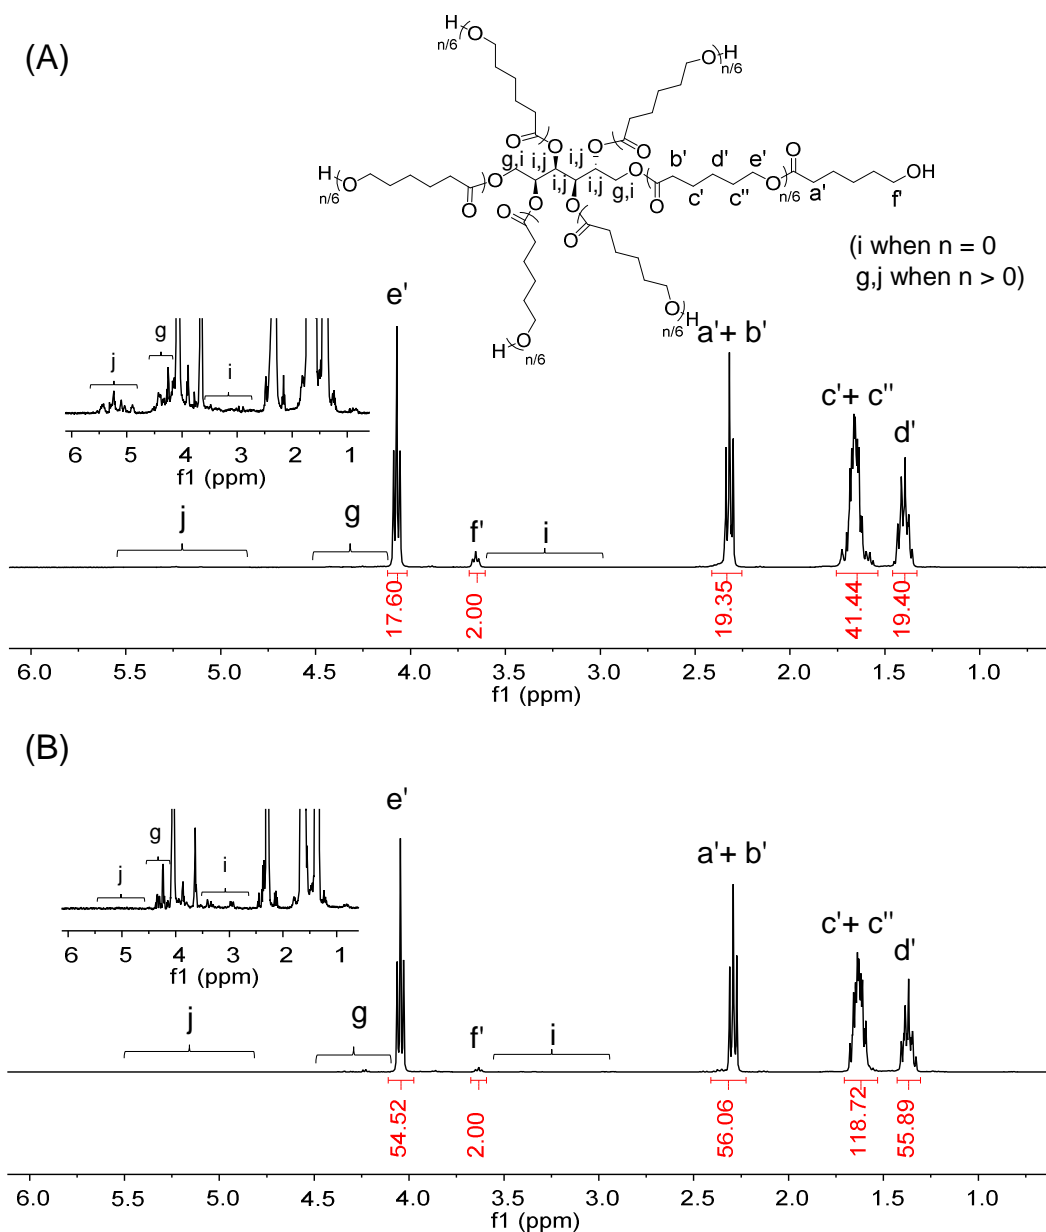 (A)
H
O
n/6
O
H
n/6
O
O
O
O
g,i
i,j
i,j
b'
d'
e'
O
H
O
n/6
O
O
i,j
i,j
g,i
O
O
c'
c''
O
n/6
a'
OH
f'
O
O
O
O
(i when n = 0
g,j when n > 0)
O
H
n/6
H
O
n/6
e'
a'+ b'
c'+ c''
d'
j
g
i
6 5 4 3 2 1
f1 (ppm)
j
g
f'
i
17.60
2.00
19.35
41.44
19.40
6.0 5.5 5.0 4.5 4.0 3.5 3.0 2.5 2.0 1.5 1.0
f1 (ppm)
(B)
e'
a'+ b'
c'+ c''
d'
j
g
i
6 5 4 3 2 1
f1 (ppm)
j
g
f'
i
54.52
2.00
56.06
118.72
55.89
6.0 5.5 5.0 4.5 4.0 3.5 3.0 2.5 2.0 1.5 1.0
f1 (ppm)